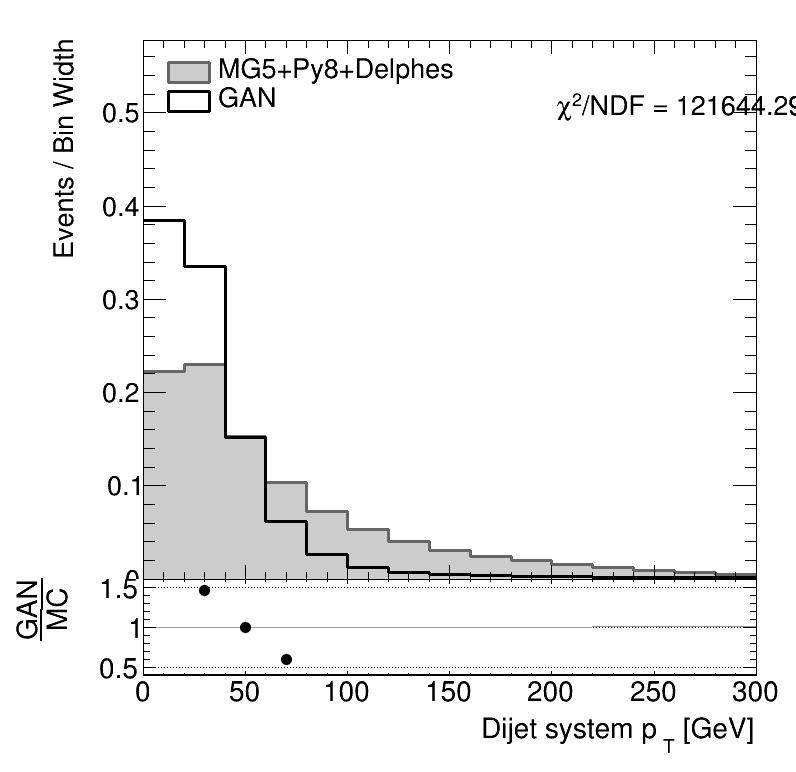 MG5+Py8+Delphes
GAN
χ²/NDF = 121644.29
Events / Bin Width
0.5
0.4
0.3
0.2
0.1
0
GAN
MC
1.5
1
0.5
0 50 100 150 200 250 300
Dijet system p_T [GeV]